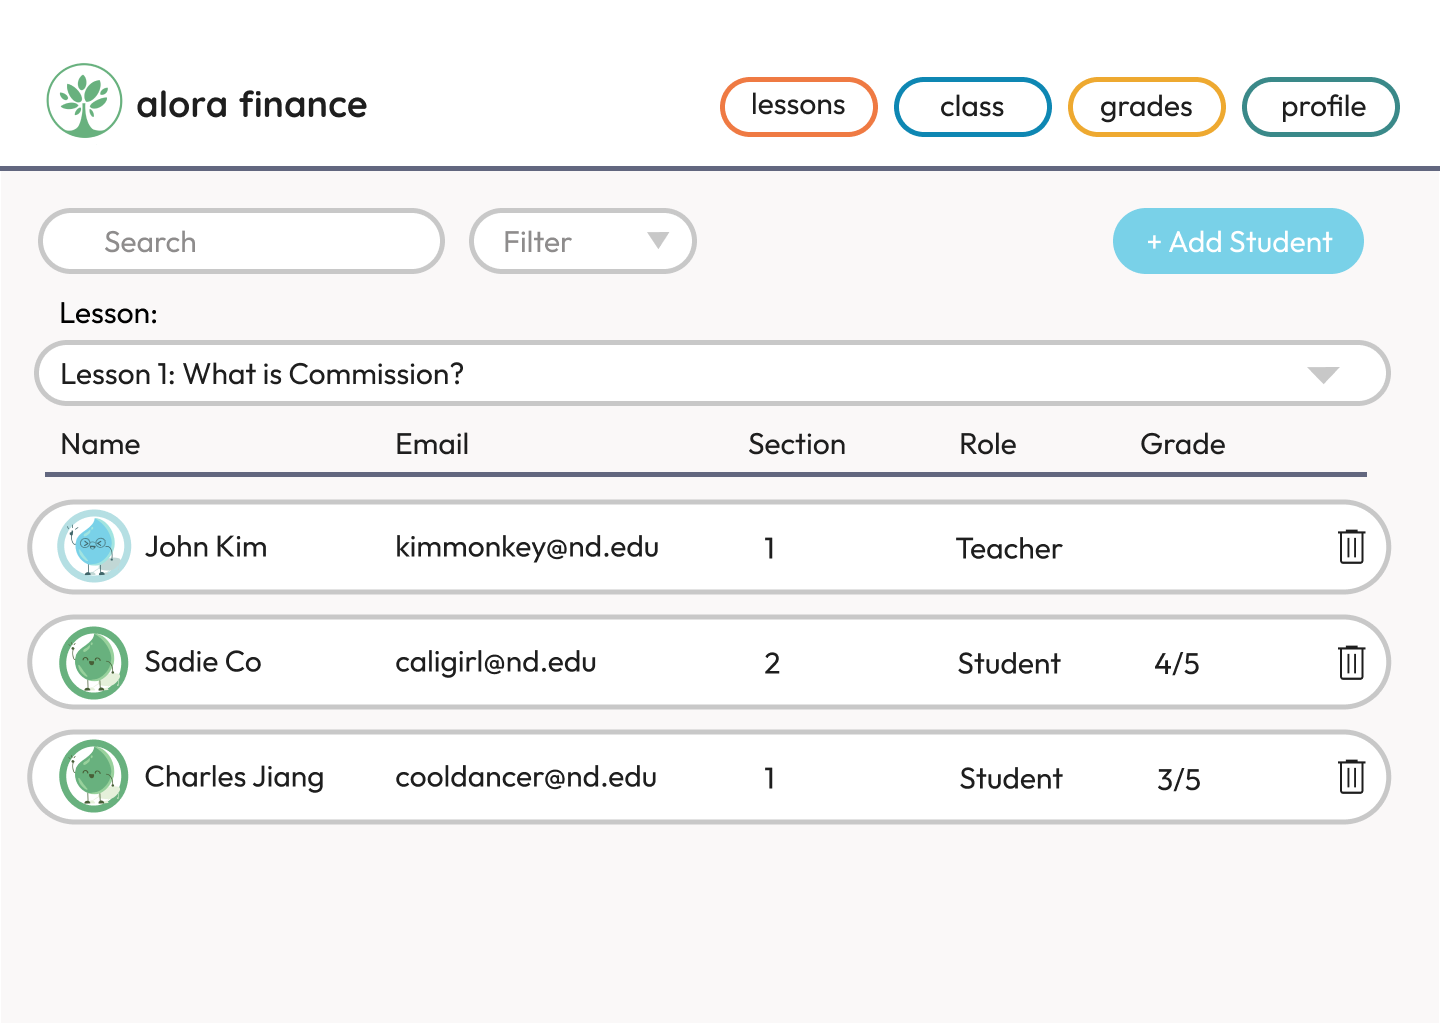 alora finance
lessons class grades profile
Search Filter + Add Student
Lesson:
Lesson 1: What is Commission?
Name Email Section Role Grade
John Kim kimmonkey@nd.edu 1 Teacher
Sadie Co caligirl@nd.edu 2 Student 4/5
Charles Jiang cooldancer@nd.edu 1 Student 3/5